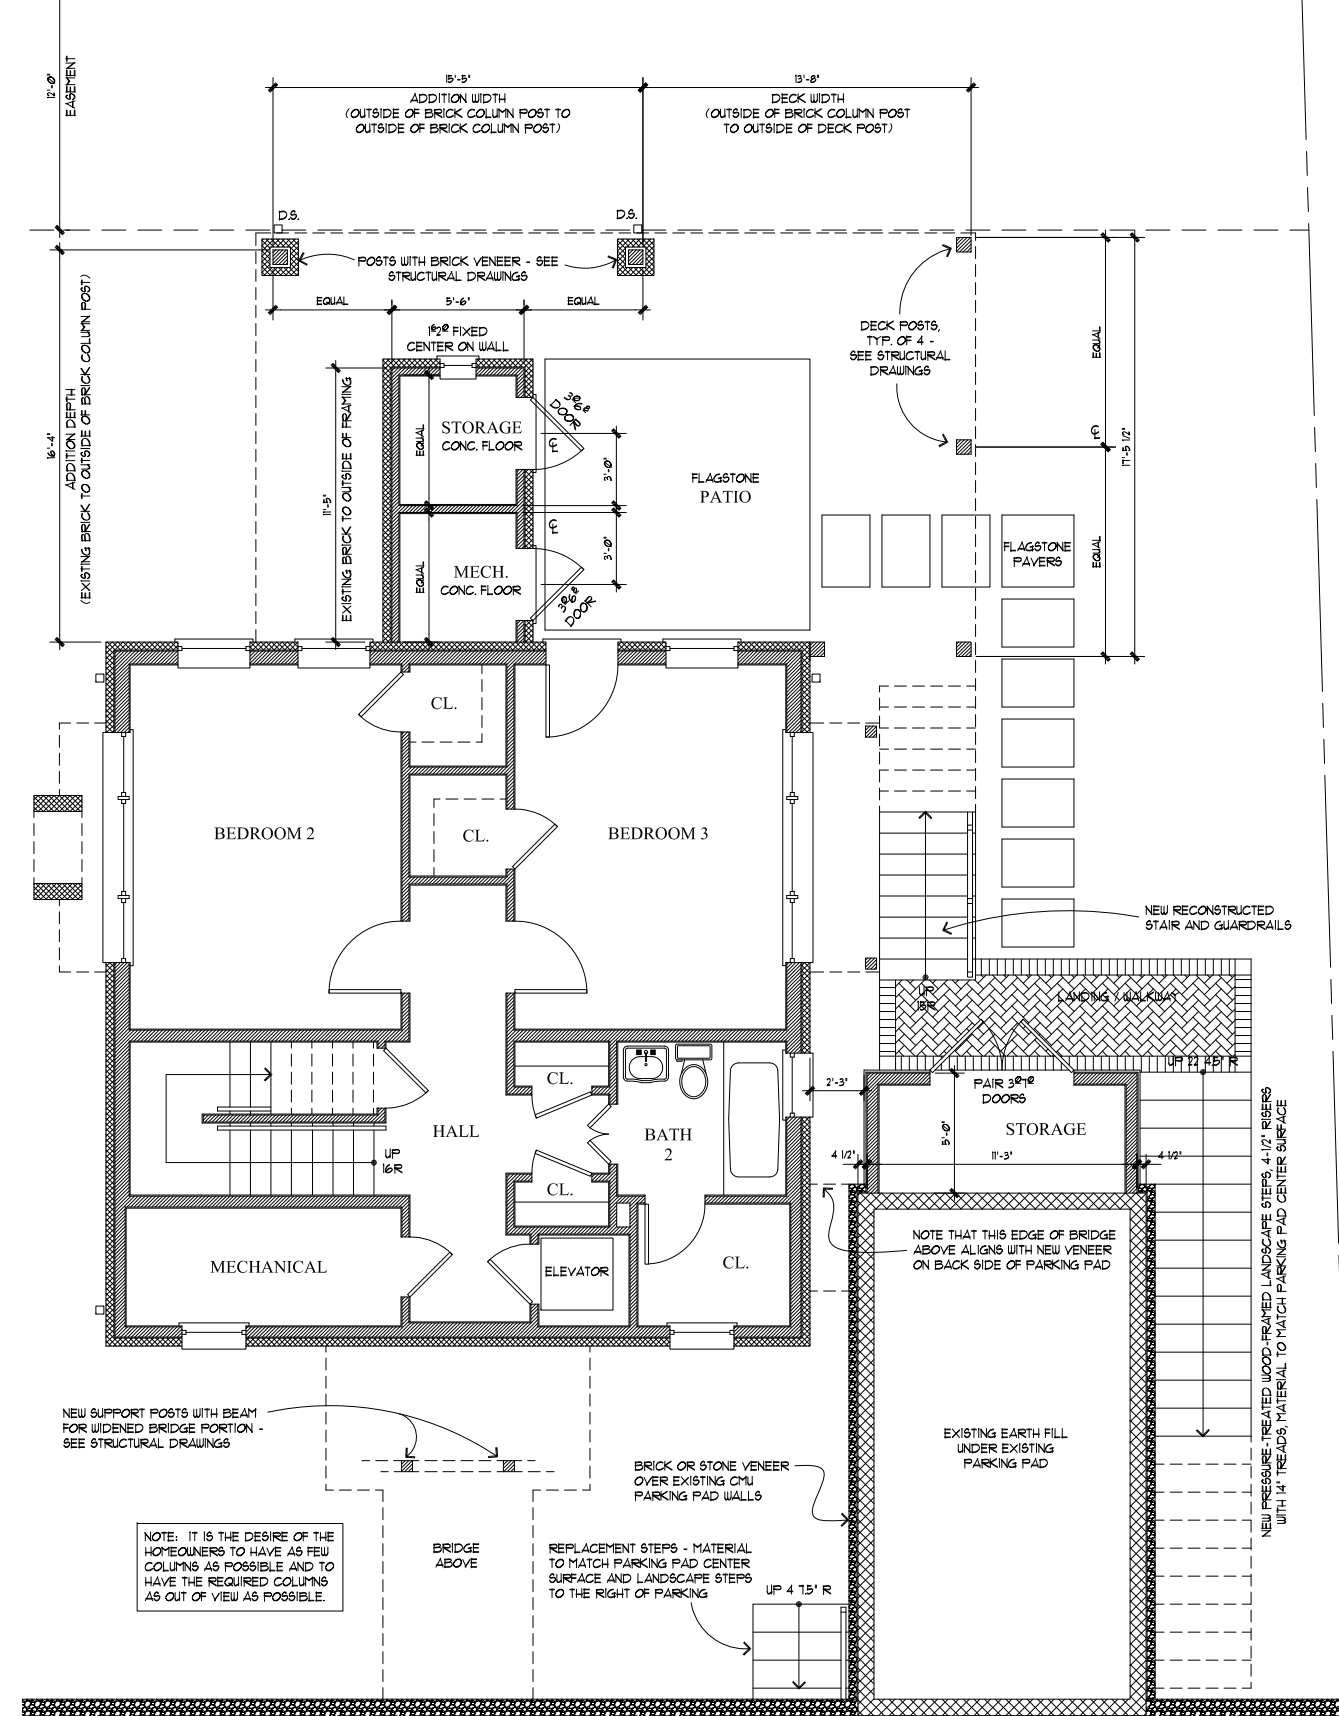 12'-0"
EASEMENT
15'-5"
ADDITION WIDTH
(OUTSIDE OF BRICK COLUMN POST TO
OUTSIDE OF BRICK COLUMN POST)
13'-8"
DECK WIDTH
(OUTSIDE OF BRICK COLUMN POST
TO OUTSIDE OF DECK POST)
D.S.
D.S.
POSTS WITH BRICK VENEER - SEE
STRUCTURAL DRAWINGS
EQUAL
5'-6"
EQUAL
FIXED
CENTER ON WALL
16'-4"
ADDITION DEPTH
(EXISTING BRICK TO OUTSIDE OF BRICK COLUMN POST)
11'-5"
EXISTING BRICK TO OUTSIDE OF FRAMING
DECK POSTS,
TYP. OF 4 -
SEE STRUCTURAL
DRAWINGS
EQUAL
EQUAL
17'-5 1/2"
DOOR
STORAGE
CONC. FLOOR
EQUAL
3'-0"
FLAGSTONE
PATIO
MECH.
CONC. FLOOR
EQUAL
3'-0"
DOOR
FLAGSTONE
PAVERS
CL.
BEDROOM 2
CL.
BEDROOM 3
NEW RECONSTRUCTED
STAIR AND GUARDRAILS
UP
15R
LANDING / WALKWAY
UP 22 4.5" R
PAIR
DOORS
CL.
2'-3"
HALL
BATH
2
5'-0"
STORAGE
UP
16R
4 1/2"
11'-3"
4 1/2"
CL.
NOTE THAT THIS EDGE OF BRIDGE
ABOVE ALIGNS WITH NEW VENEER
ON BACK SIDE OF PARKING PAD
MECHANICAL
ELEVATOR
CL.
NEW PRESSURE-TREATED WOOD-FRAMED LANDSCAPE STEPS, 4-1/2" RISERS
WITH 14" TREADS, MATERIAL TO MATCH PARKING PAD CENTER SURFACE
NEW SUPPORT POSTS WITH BEAM
FOR WIDENED BRIDGE PORTION -
SEE STRUCTURAL DRAWINGS
EXISTING EARTH FILL
UNDER EXISTING
PARKING PAD
BRICK OR STONE VENEER
OVER EXISTING CMU
PARKING PAD WALLS
NOTE: IT IS THE DESIRE OF THE
HOMEOWNERS TO HAVE AS FEW
COLUMNS AS POSSIBLE AND TO
HAVE THE REQUIRED COLUMNS
AS OUT OF VIEW AS POSSIBLE.
BRIDGE
ABOVE
REPLACEMENT STEPS - MATERIAL
TO MATCH PARKING PAD CENTER
SURFACE AND LANDSCAPE STEPS
TO THE RIGHT OF PARKING
UP 4 7.5" R